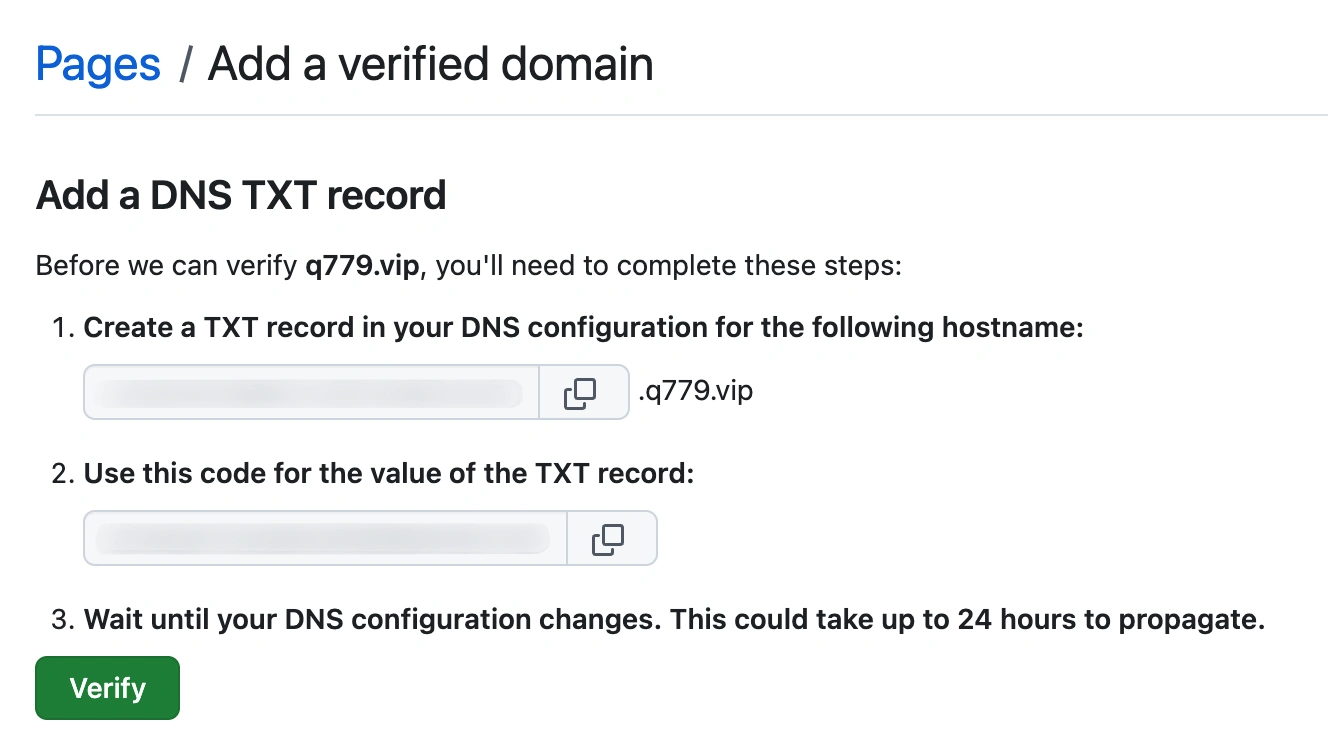 Pages / Add a verified domain
Add a DNS TXT record
Before we can verify q779.vip, you'll need to complete these steps:
1. Create a TXT record in your DNS configuration for the following hostname:
.q779.vip
2. Use this code for the value of the TXT record:
3. Wait until your DNS configuration changes. This could take up to 24 hours to propagate.
Verify